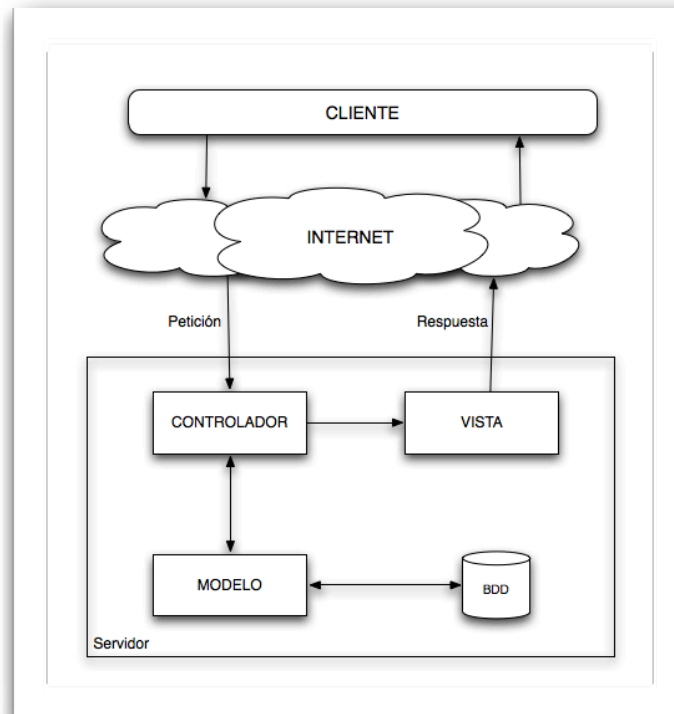 CLIENTE
INTERNET
Petición
Respuesta
CONTROLADOR
VISTA
MODELO
BDD
Servidor